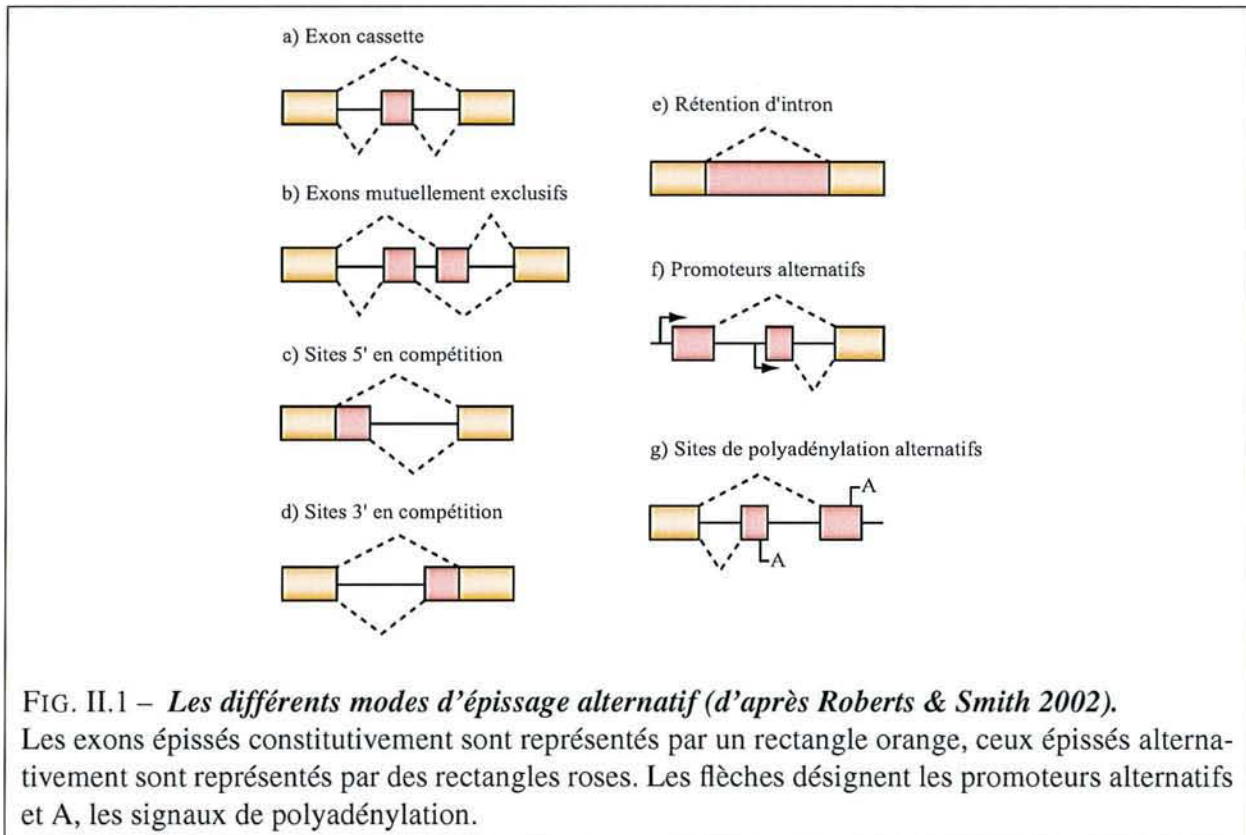 a) Exon cassette
b) Exons mutuellement exclusifs
c) Sites 5' en compétition
d) Sites 3' en compétition
e) Rétention d'intron
f) Promoteurs alternatifs
g) Sites de polyadénylation alternatifs
A
A
FIG. II.1 – Les différents modes d'épissage alternatif (d'après Roberts & Smith 2002).
Les exons épissés constitutivement sont représentés par un rectangle orange, ceux épissés alterna-
tivement sont représentés par des rectangles roses. Les flèches désignent les promoteurs alternatifs
et A, les signaux de polyadénylation.